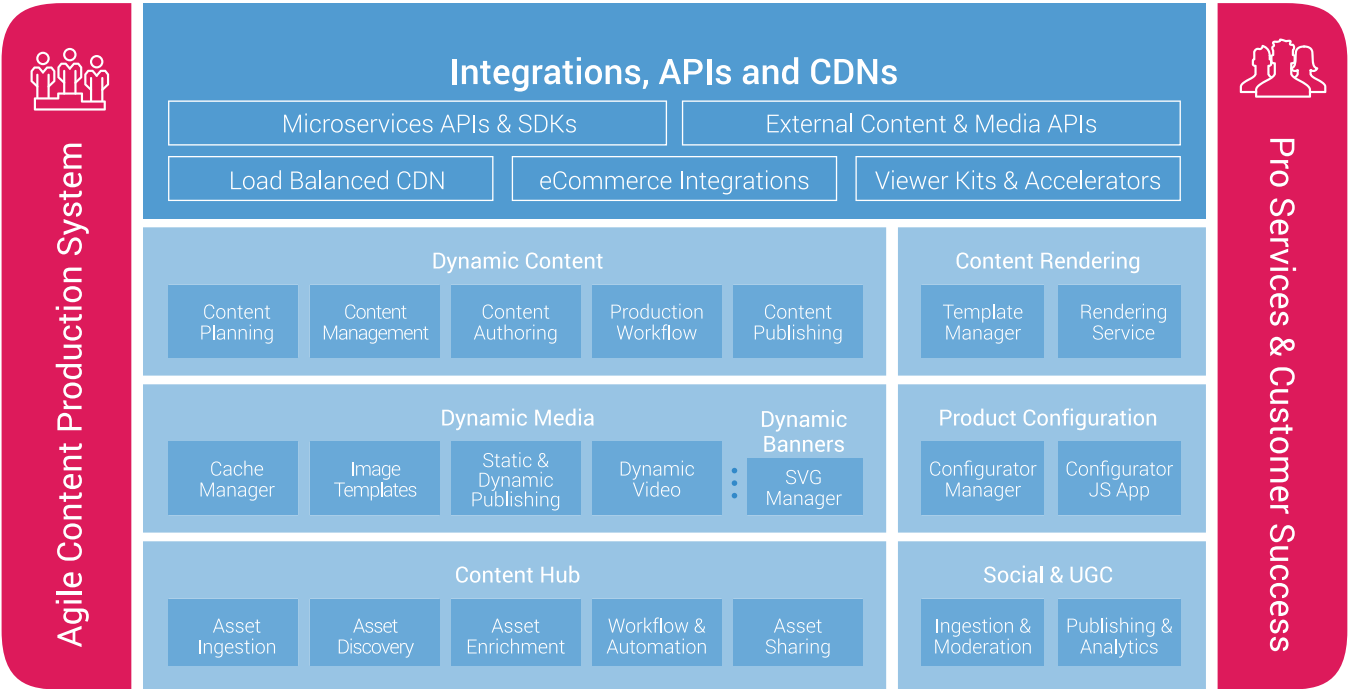 Agile Content Production System
Integrations, APIs and CDNs
Microservices APIs & SDKs
External Content & Media APIs
Load Balanced CDN
eCommerce Integrations
Viewer Kits & Accelerators
Dynamic Content
Content
Planning
Content
Management
Content
Authoring
Production
Workflow
Content
Publishing
Content Rendering
Template
Manager
Rendering
Service
Dynamic Media
Cache
Manager
Image
Templates
Static &
Dynamic
Publishing
Dynamic
Video
Dynamic
Banners
SVG
Manager
Product Configuration
Configurator
Manager
Configurator
JS App
Content Hub
Asset
Ingestion
Asset
Discovery
Asset
Enrichment
Workflow &
Automation
Asset
Sharing
Social & UGC
Ingestion &
Moderation
Publishing &
Analytics
Pro Services & Customer Success